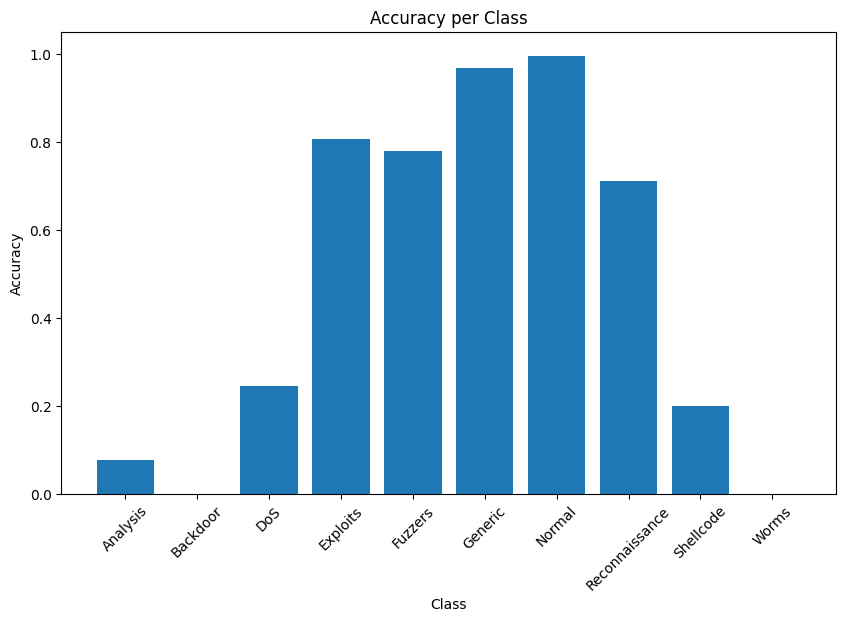 Accuracy per Class
Accuracy
1.0
0.8
0.6
0.4
0.2
0.0
Analysis
Backdoor
DoS
Exploits
Fuzzers
Generic
Normal
Reconnaissance
Shellcode
Worms
Class